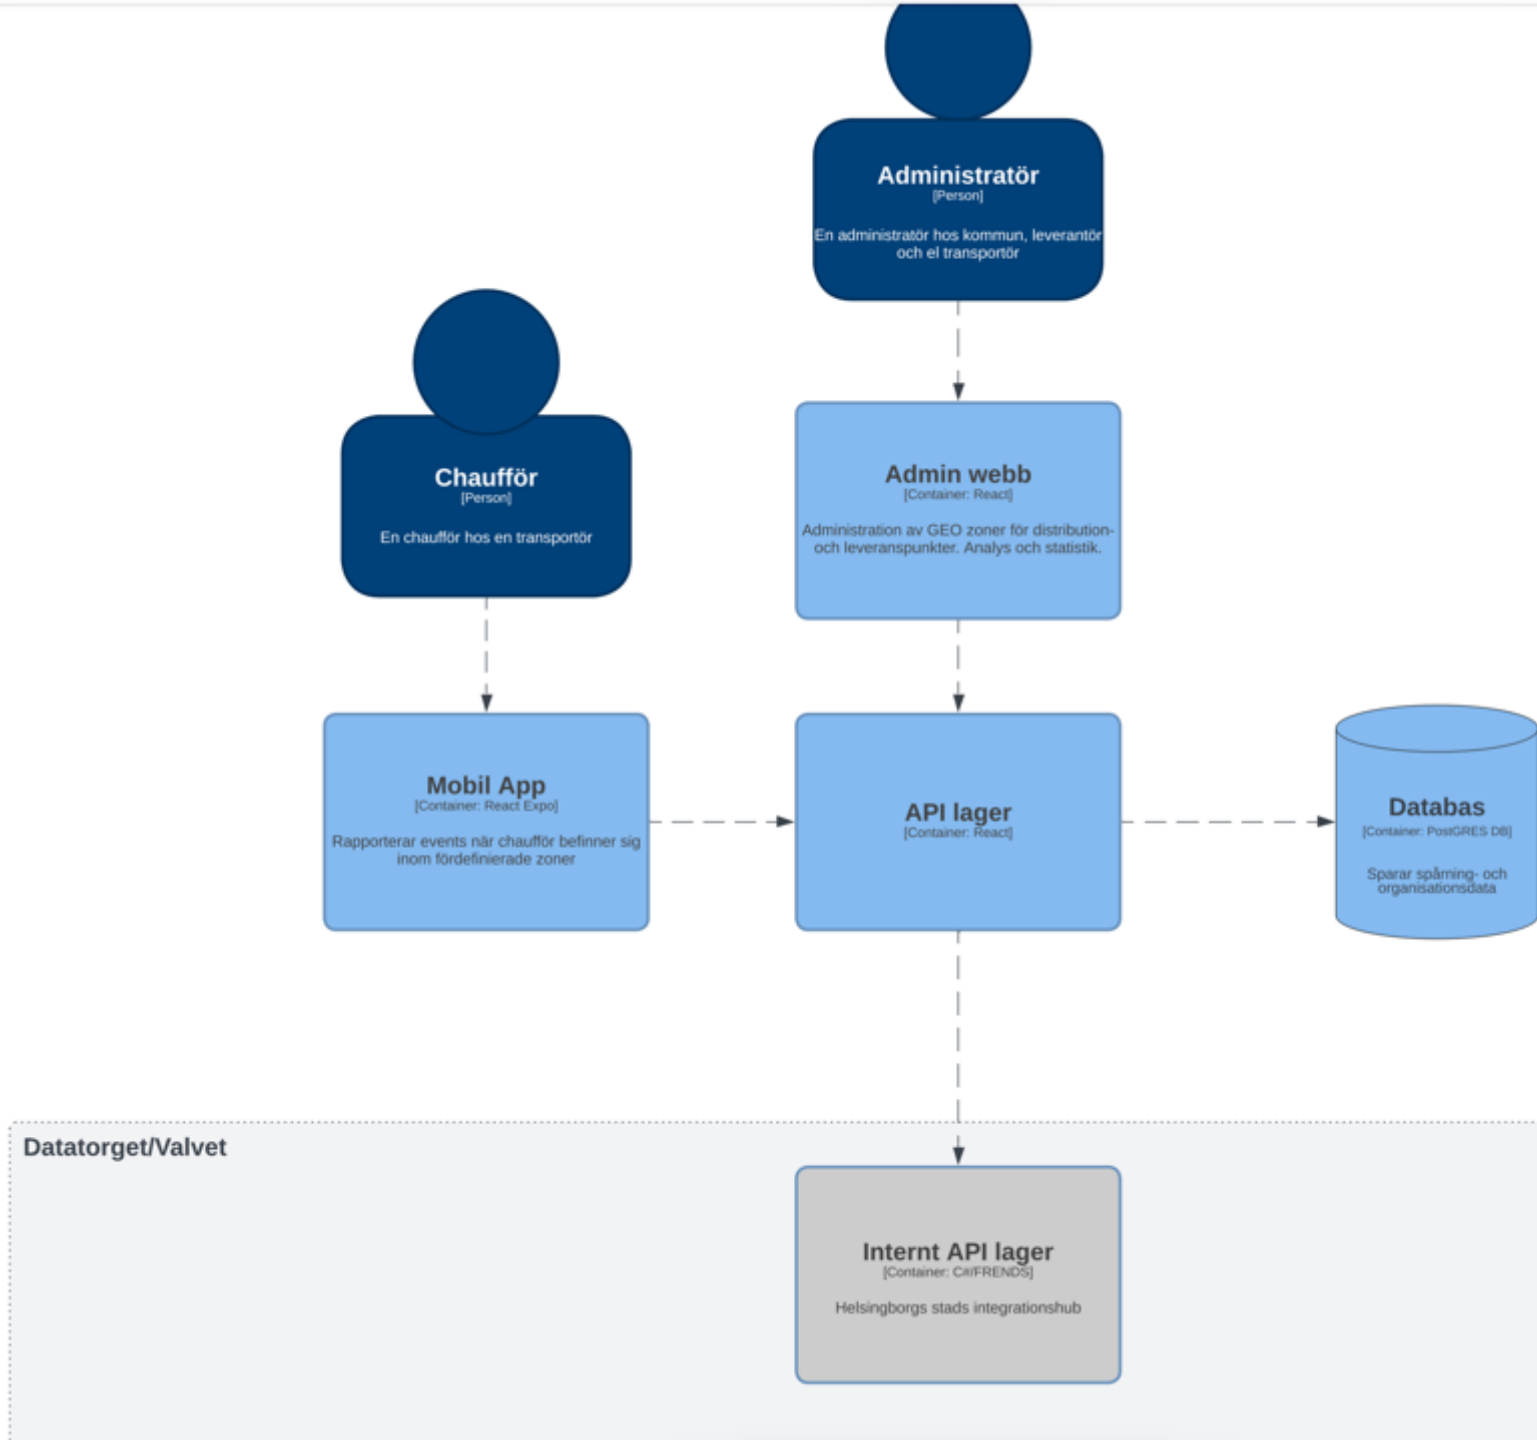 Administratör
[Person]
En administratör hos kommun, leverantör
och el transportör
Chaufför
[Person]
En chaufför hos en transportör
Admin webb
[Container: React]
Administration av GEO zoner för distribution-
och leveranspunkter. Analys och statistik.
Mobil App
[Container: React Expo]
Rapporterar events när chaufför befinner sig
inom fördefinierade zoner
API lager
[Container: React]
Databas
[Container: PostGRES DB]
Sparar spårning- och
organisationsdata
Datatorget/Valvet
Internt API lager
[Container: C#/FRENDS]
Helsingborgs stads integrationshub